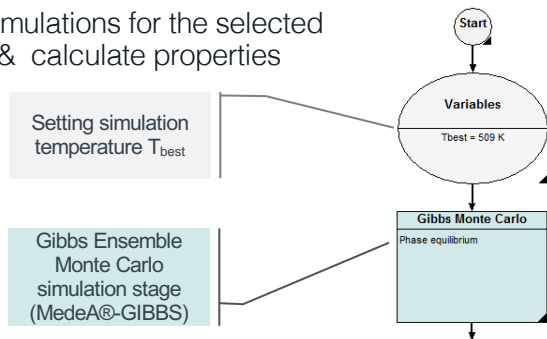 mulations for the selected
& calculate properties
Start
Variables
Tbest = 509 K
Setting simulation
temperature Tbest
Gibbs Monte Carlo
Phase equilibrium
Gibbs Ensemble
Monte Carlo
simulation stage
(MedeA®-GIBBS)